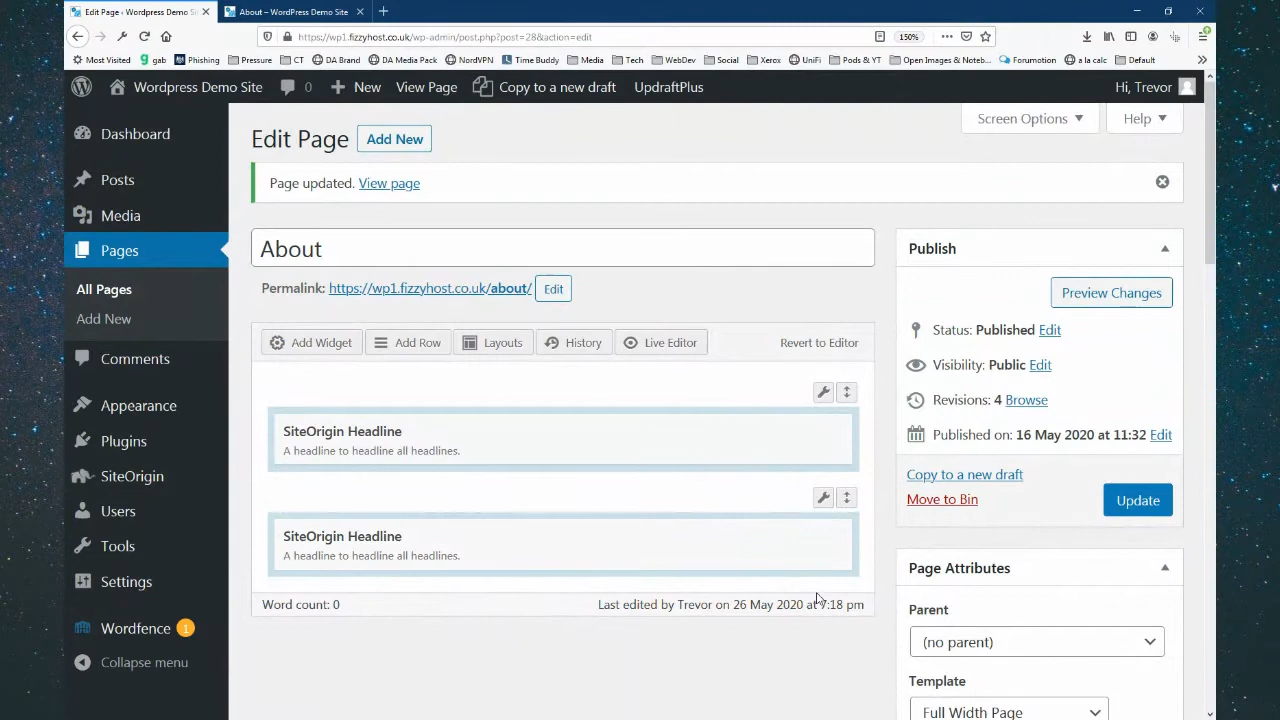 Edit Page ‹ Wordpress Demo Si
About – WordPress Demo Site
https://wp1.fizzyhost.co.uk/wp-admin/post.php?post=28&action=edit
150%
Most Visited
gab
Phishing
Pressure
CT
DA Brand
DA Media Pack
NordVPN
Time Buddy
Media
Tech
WebDev
Social
Xerox
UniFi
Pods & YT
Open Images & Noteb...
Forumotion
a la calc
Default
Wordpress Demo Site
0
New
View Page
Copy to a new draft
UpdraftPlus
Hi, Trevor
Dashboard
Posts
Media
Pages
All Pages
Add New
Comments
Appearance
Plugins
SiteOrigin
Users
Tools
Settings
Wordfence 1
Collapse menu
Screen Options
Help
Edit Page
Add New
Page updated. View page
About
Permalink: https://wp1.fizzyhost.co.uk/about/ Edit
Add Widget
Add Row
Layouts
History
Live Editor
Revert to Editor
SiteOrigin Headline
A headline to headline all headlines.
SiteOrigin Headline
A headline to headline all headlines.
Word count: 0
Last edited by Trevor on 26 May 2020 at 7:18 pm
Publish
Preview Changes
Status: Published Edit
Visibility: Public Edit
Revisions: 4 Browse
Published on: 16 May 2020 at 11:32 Edit
Copy to a new draft
Move to Bin
Update
Page Attributes
Parent
(no parent)
Template
Full Width Page